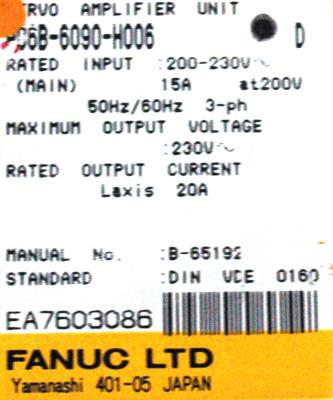 SERVO AMPLIFIER UNIT
A06B-6090-H006 D
RATED INPUT :200-230V~
(MAIN) 15A at200V
50Hz/60Hz 3-ph
MAXIMUM OUTPUT VOLTAGE
:230V~
RATED OUTPUT CURRENT
Laxis 20A
MANUAL No. :B-65192
STANDARD :DIN VDE 0160
EA7603086
FANUC LTD
Yamanashi 401-05 JAPAN